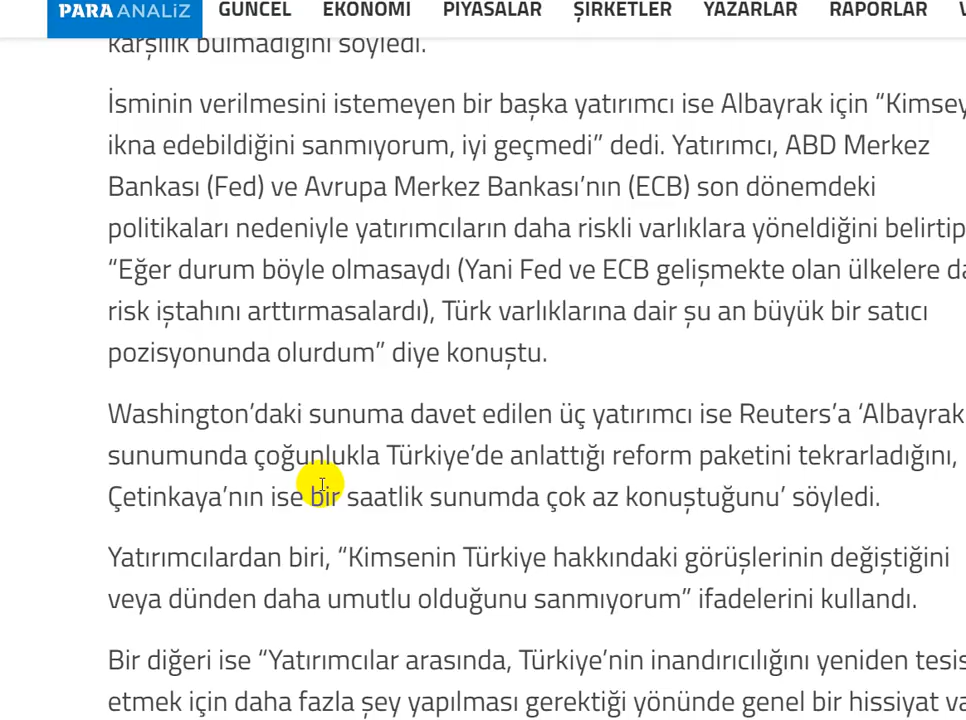 PARA ANALİZ GÜNCEL EKONOMİ PİYASALAR ŞİRKETLER YAZARLAR RAPORLAR
karşılık bulmadığını söyledi.
İsminin verilmesini istemeyen bir başka yatırımcı ise Albayrak için “Kimsey
ikna edebildiğini sanmıyorum, iyi geçmedi” dedi. Yatırımcı, ABD Merkez
Bankası (Fed) ve Avrupa Merkez Bankası’nın (ECB) son dönemdeki
politikaları nedeniyle yatırımcıların daha riskli varlıklara yöneldiğini belirtip
“Eğer durum böyle olmasaydı (Yani Fed ve ECB gelişmekte olan ülkelere da
risk iştahını arttırmasalardı), Türk varlıklarına dair şu an büyük bir satıcı
pozisyonunda olurdum” diye konuştu.
Washington’daki sunuma davet edilen üç yatırımcı ise Reuters’a ‘Albayrak
sunumunda çoğunlukla Türkiye’de anlattığı reform paketini tekrarladığını,
Çetinkaya’nın ise bir saatlik sunumda çok az konuştuğunu’ söyledi.
Yatırımcılardan biri, “Kimsenin Türkiye hakkındaki görüşlerinin değiştiğini
veya dünden daha umutlu olduğunu sanmıyorum” ifadelerini kullandı.
Bir diğeri ise “Yatırımcılar arasında, Türkiye’nin inandırıcılığını yeniden tesis
etmek için daha fazla şey yapılması gerektiği yönünde genel bir hissiyat va